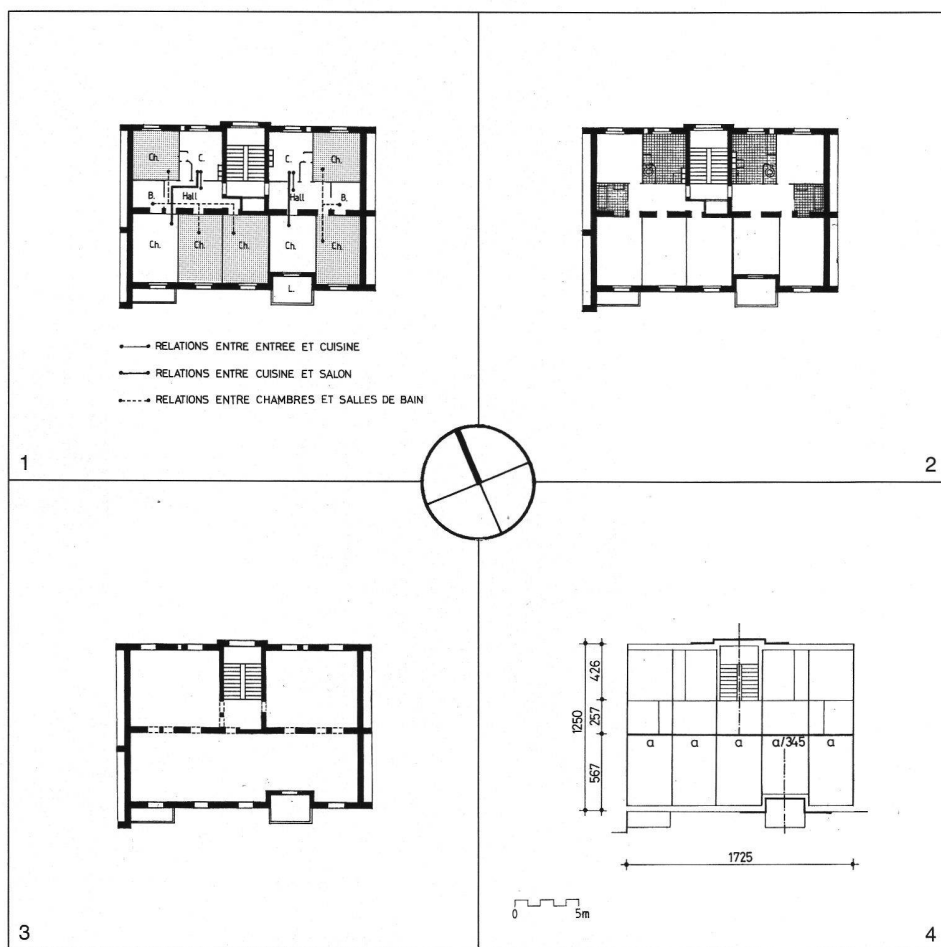 Ch. C. C. Ch.
B. Hall Hall B.
Ch. Ch. Ch. Ch. Ch.
L.
RELATIONS ENTRE ENTREE ET CUISINE
RELATIONS ENTRE CUISINE ET SALON
RELATIONS ENTRE CHAMBRES ET SALLES DE BAIN
1
2
3
426
1250
257
567
a a a a/345 a
1725
0 5m
4